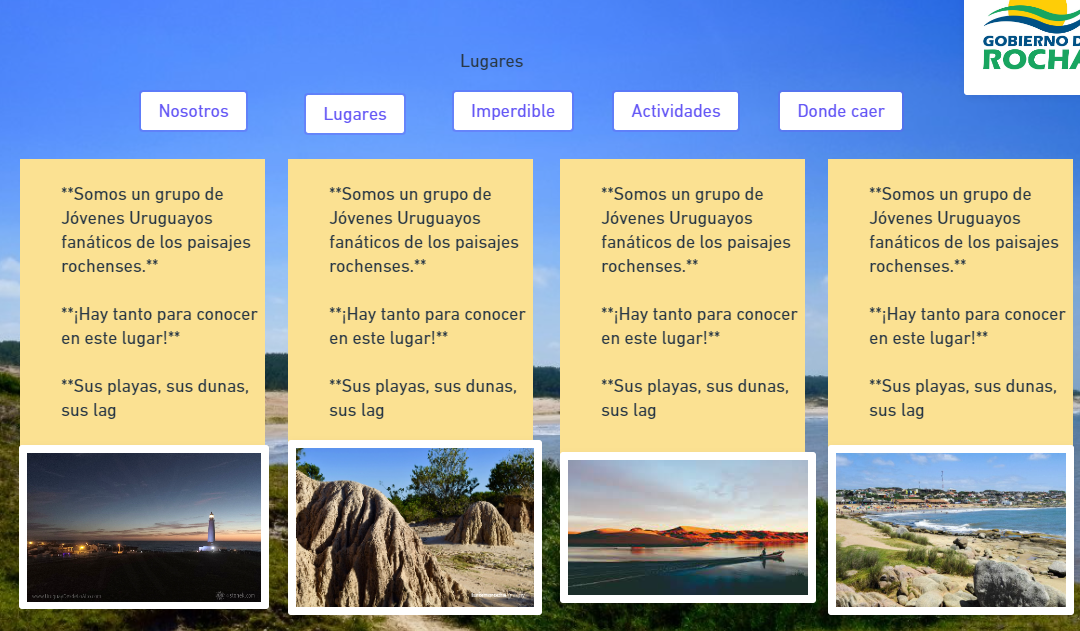 GOBIERNO D
ROCHA
Lugares
Nosotros
Lugares
Imperdible
Actividades
Donde caer
**Somos un grupo de
Jóvenes Uruguayos
fanáticos de los paisajes
rochenses.**
**¡Hay tanto para conocer
en este lugar!**
**Sus playas, sus dunas,
sus lag
**Somos un grupo de
Jóvenes Uruguayos
fanáticos de los paisajes
rochenses.**
**¡Hay tanto para conocer
en este lugar!**
**Sus playas, sus dunas,
sus lag
**Somos un grupo de
Jóvenes Uruguayos
fanáticos de los paisajes
rochenses.**
**¡Hay tanto para conocer
en este lugar!**
**Sus playas, sus dunas,
sus lag
**Somos un grupo de
Jóvenes Uruguayos
fanáticos de los paisajes
rochenses.**
**¡Hay tanto para conocer
en este lugar!**
**Sus playas, sus dunas,
sus lag